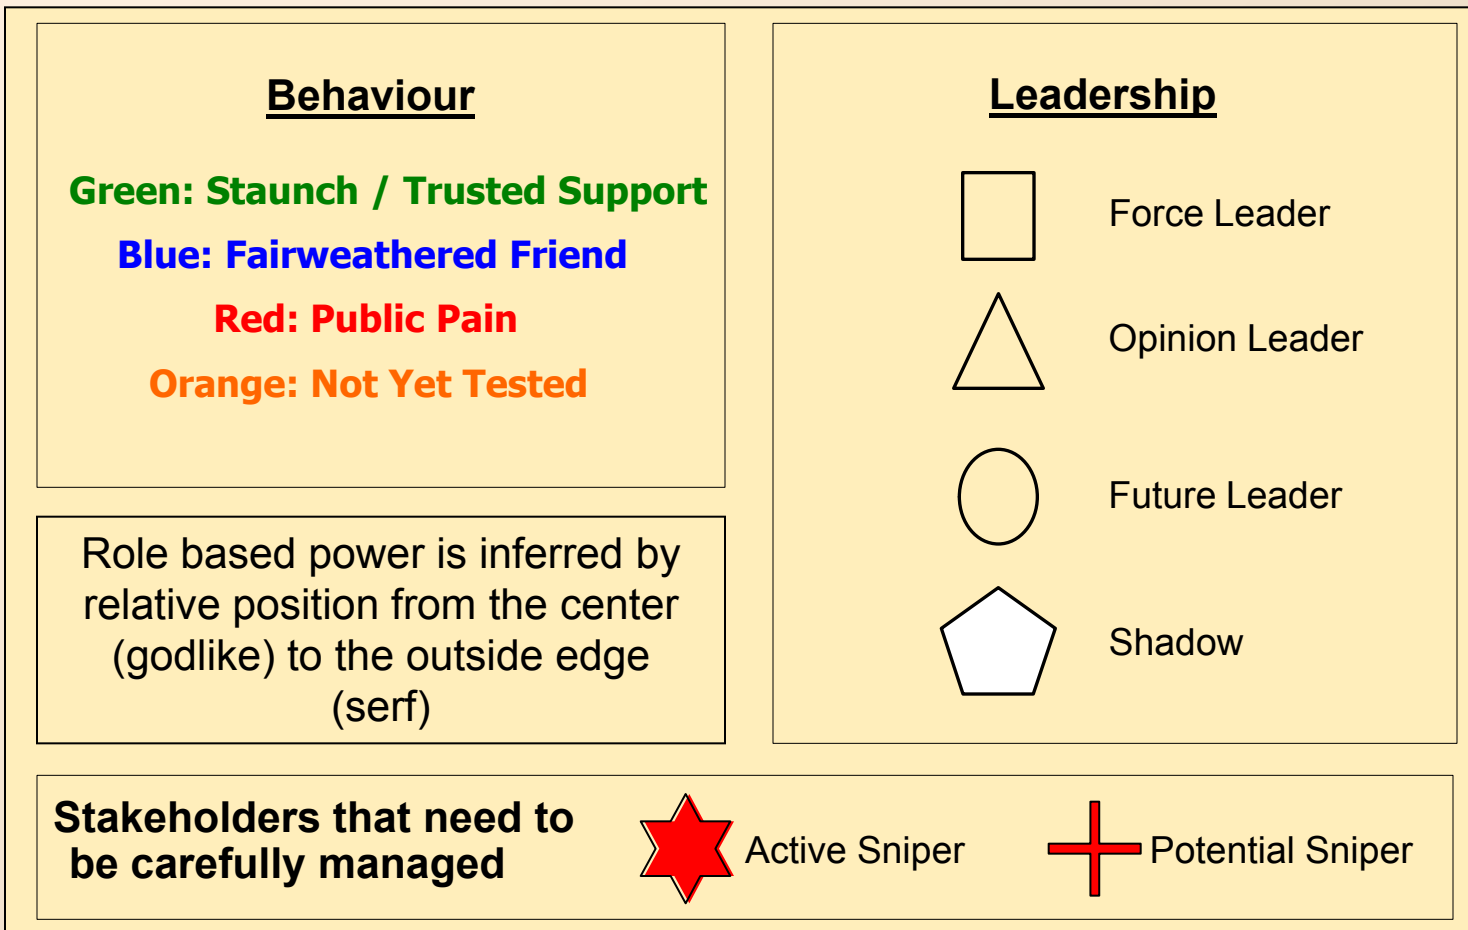 Behaviour
Green: Staunch / Trusted Support
Blue: Fairweathered Friend
Red: Public Pain
Orange: Not Yet Tested
Role based power is inferred by
relative position from the center
(godlike) to the outside edge
(serf)
Leadership
Force Leader
Opinion Leader
Future Leader
Shadow
Stakeholders that need to
be carefully managed
Active Sniper
Potential Sniper